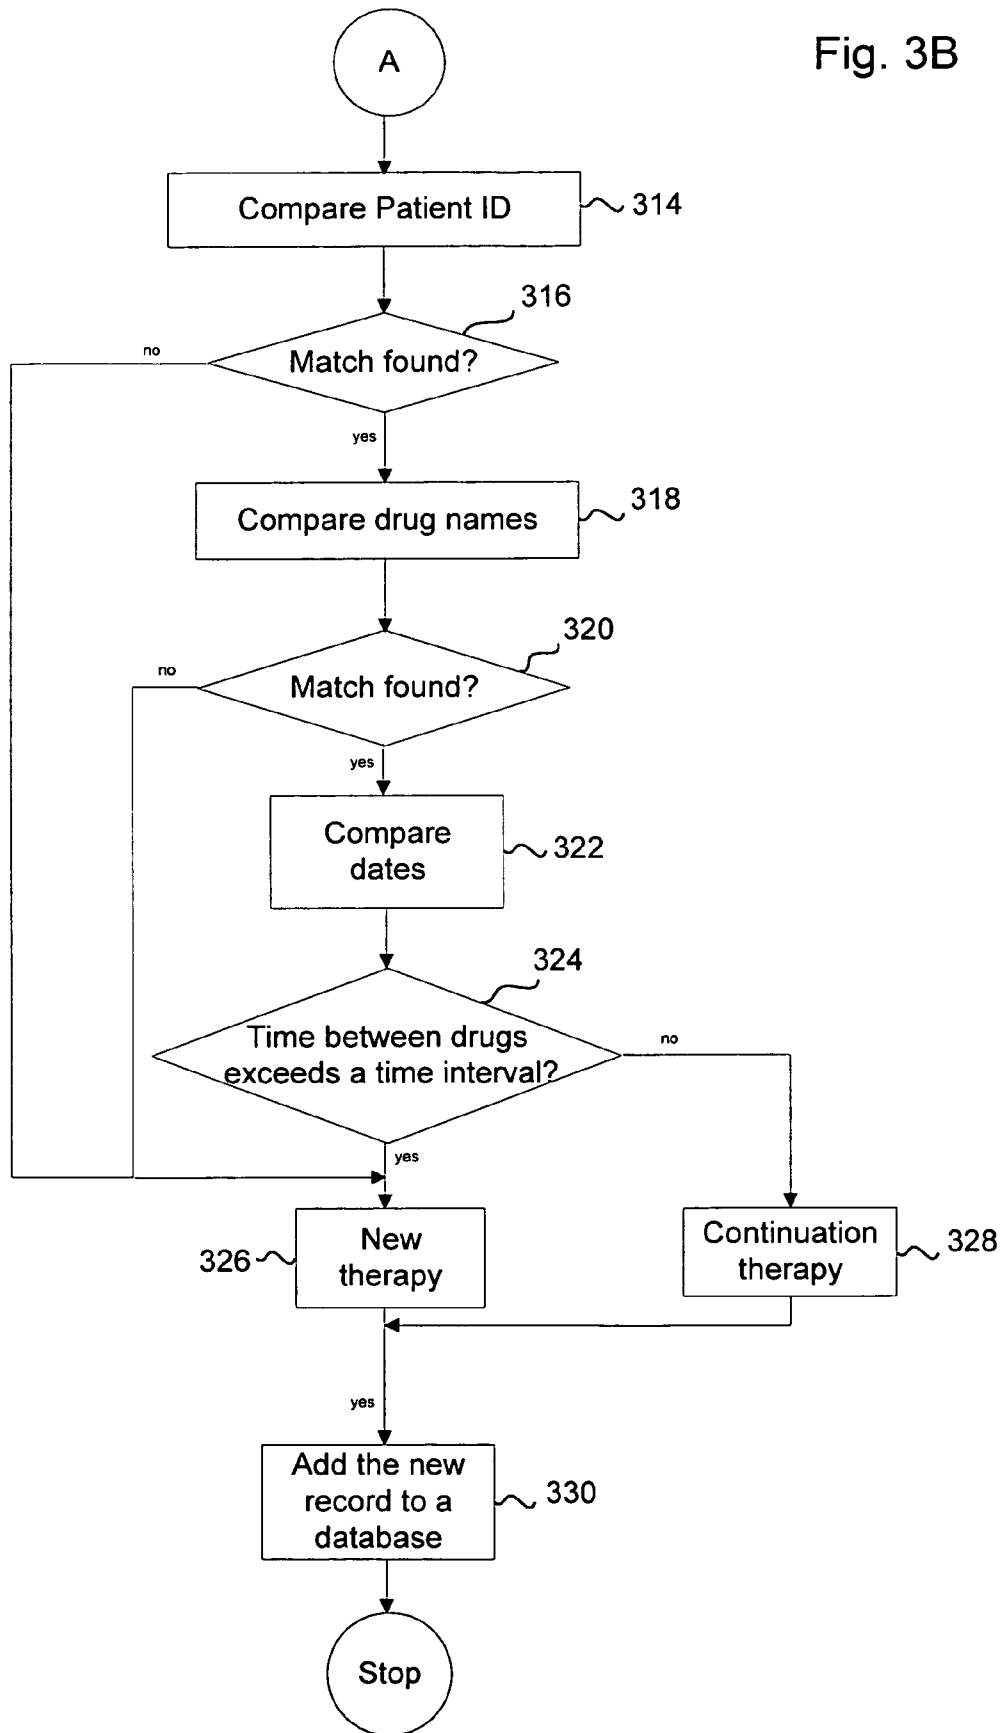 Fig. 3B
A
Compare Patient ID
314
316
Match found?
no
yes
Compare drug names
318
320
Match found?
no
yes
Compare
dates
322
324
Time between drugs
exceeds a time interval?
no
yes
New
therapy
326
Continuation
therapy
328
yes
Add the new
record to a
database
330
Stop